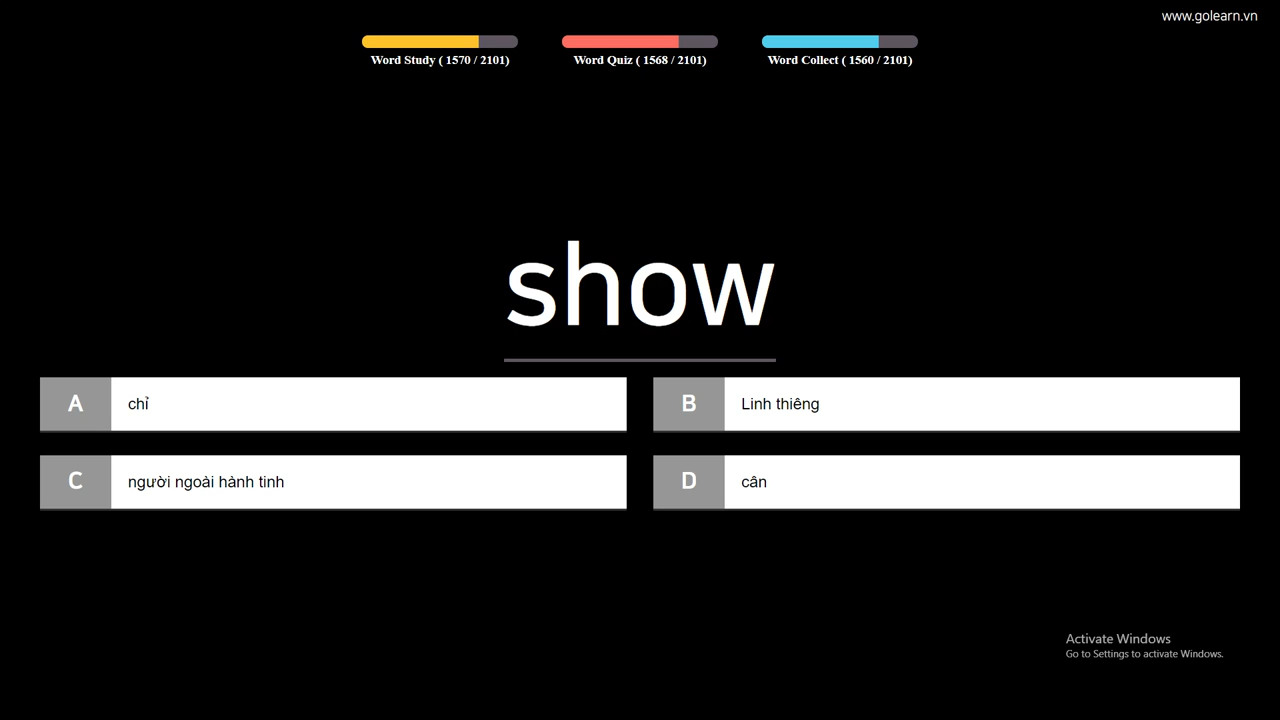 www.golearn.vn
Word Study ( 1570 / 2101)
Word Quiz ( 1568 / 2101)
Word Collect ( 1560 / 2101)
show
A chỉ
B Linh thiêng
C người ngoài hành tinh
D cân
Activate Windows
Go to Settings to activate Windows.